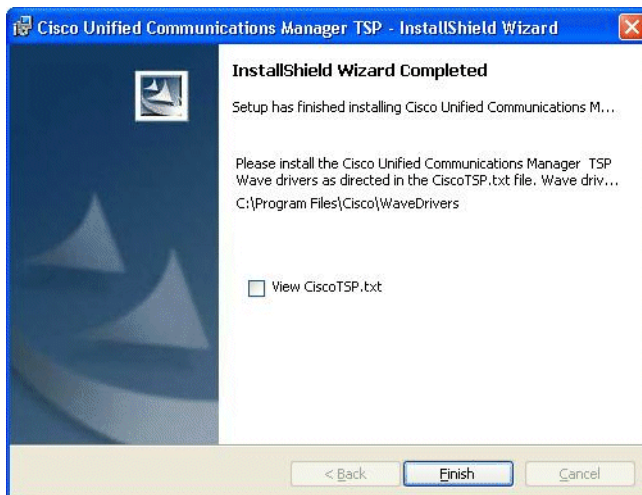 Cisco Unified Communications Manager TSP - InstallShield Wizard
InstallShield Wizard Completed
Setup has finished installing Cisco Unified Communications M...
Please install the Cisco Unified Communications Manager TSP
Wave drivers as directed in the CiscoTSP.txt file. Wave driv...
C:\Program Files\Cisco\WaveDrivers
View CiscoTSP.txt
< Back
Finish
Cancel